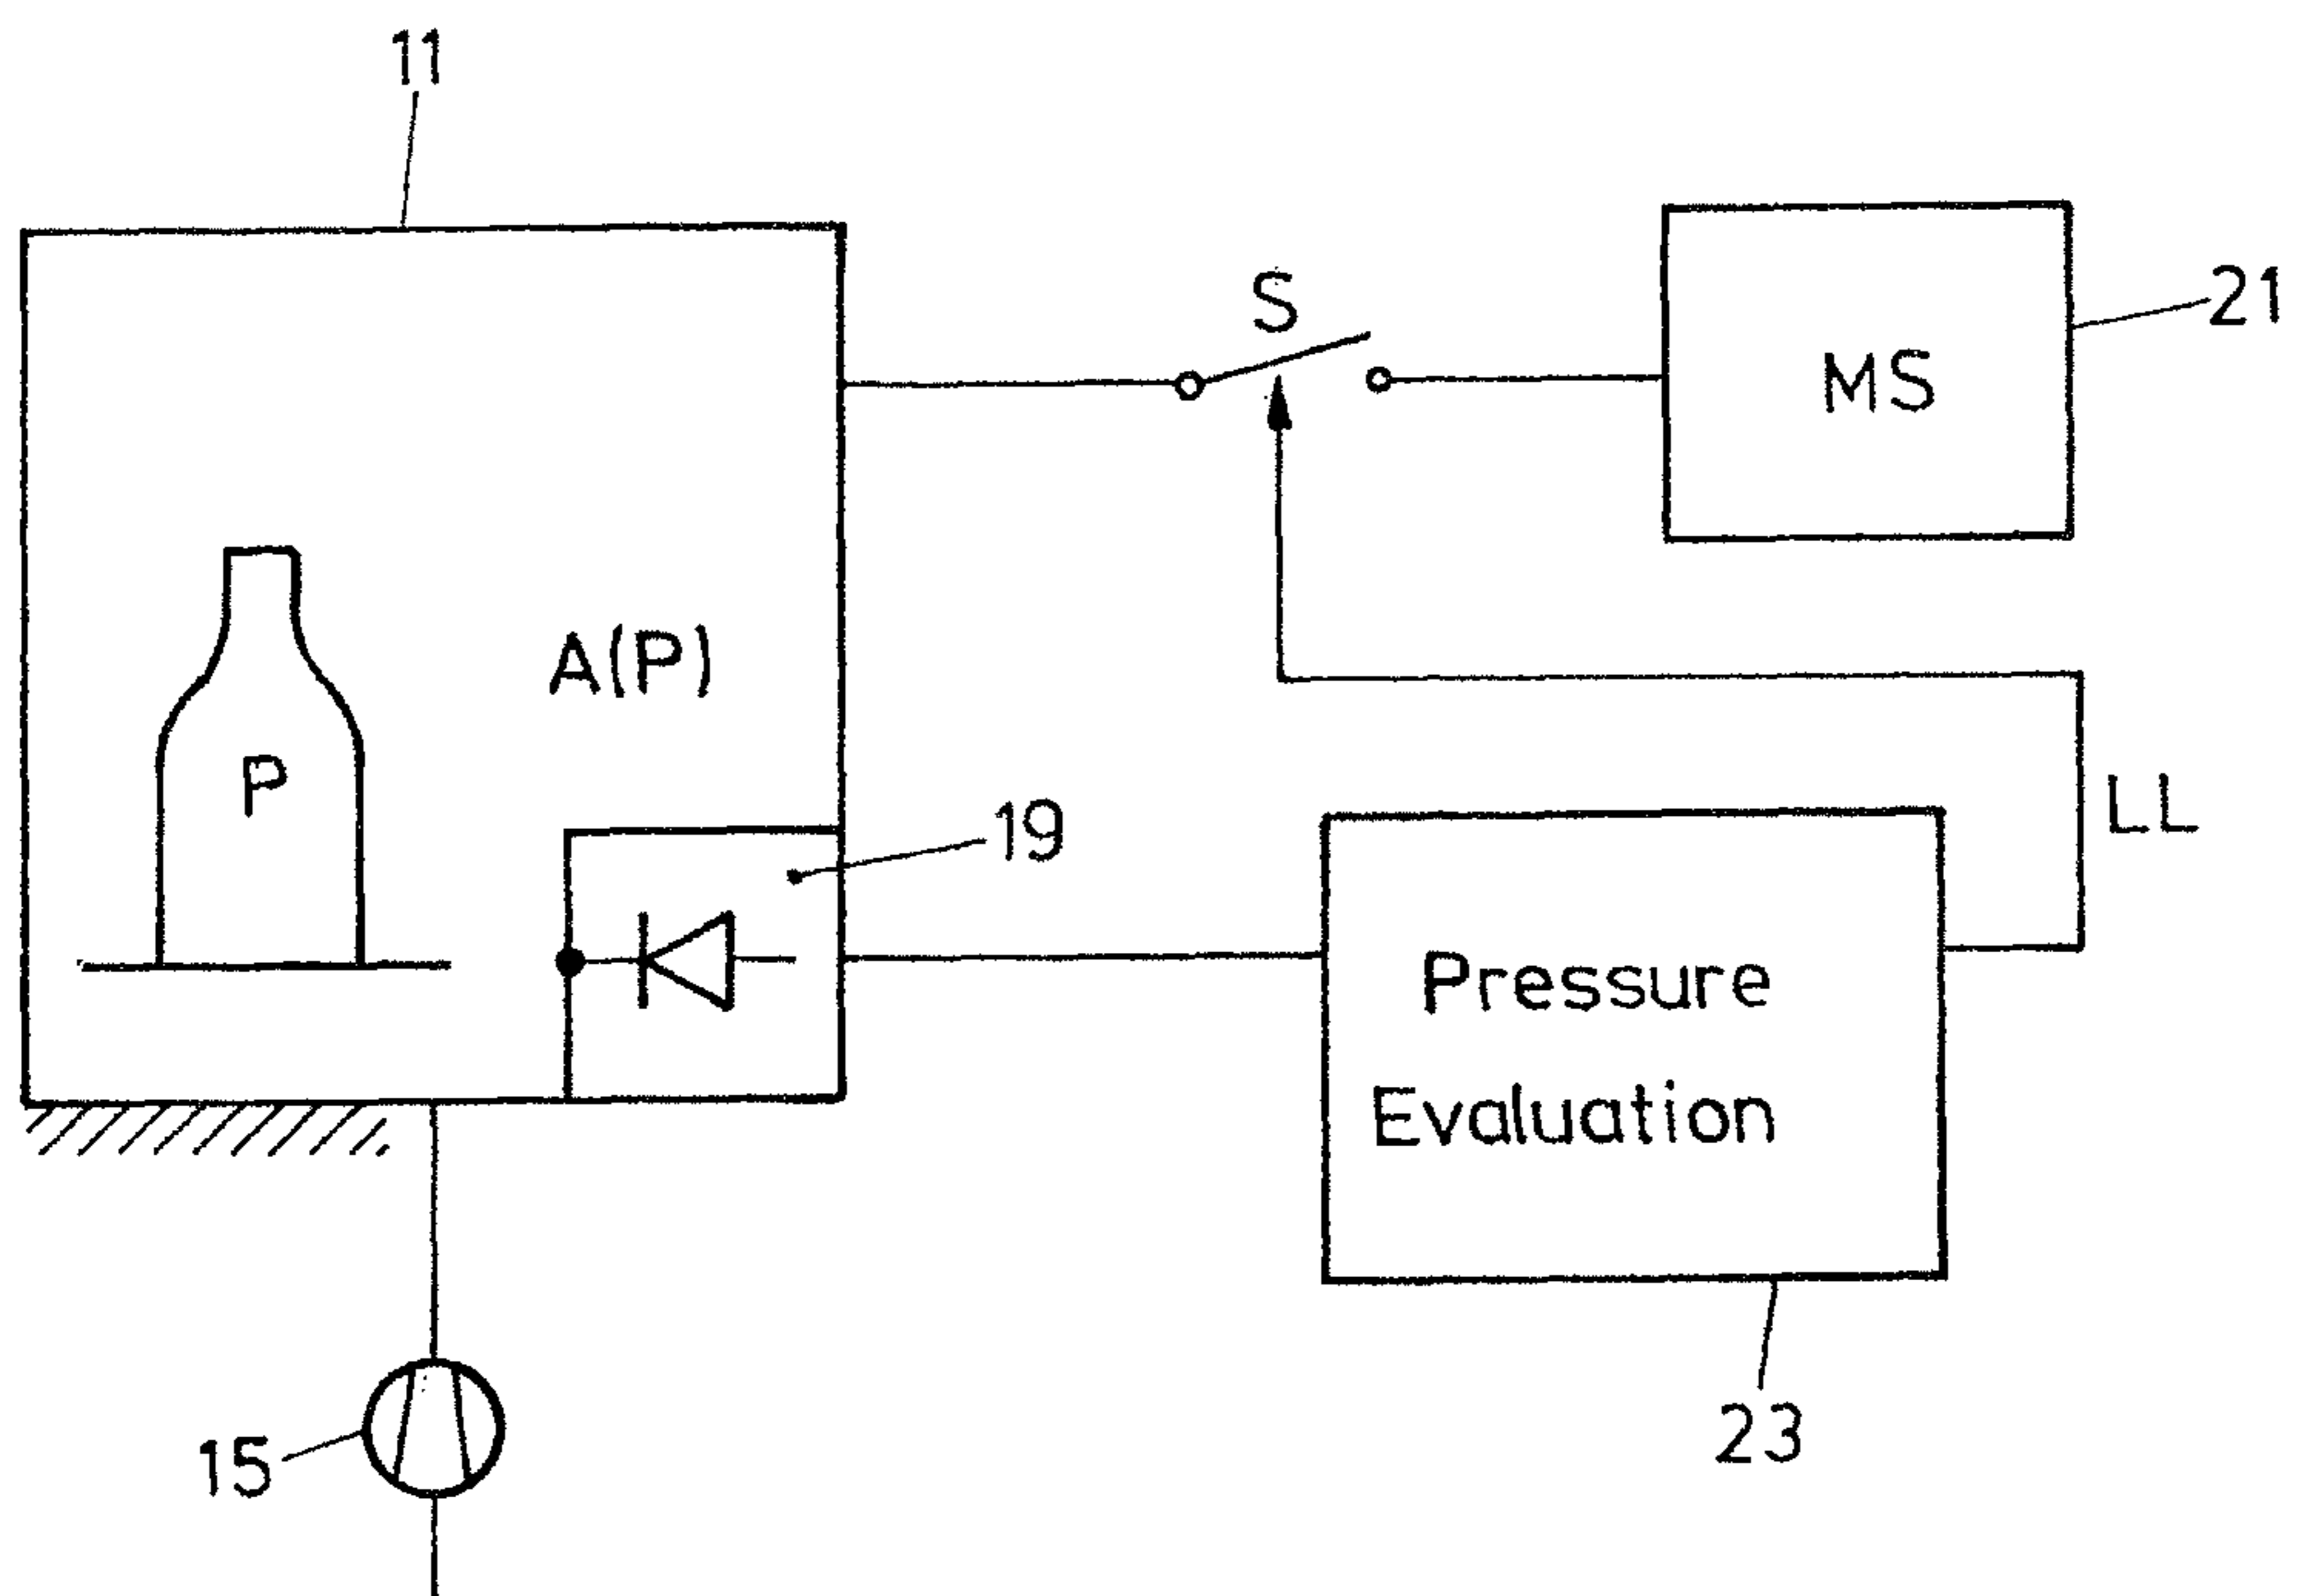 11
S
21
MS
A(P)
P
19
LL
Pressure
Evaluation
15
23